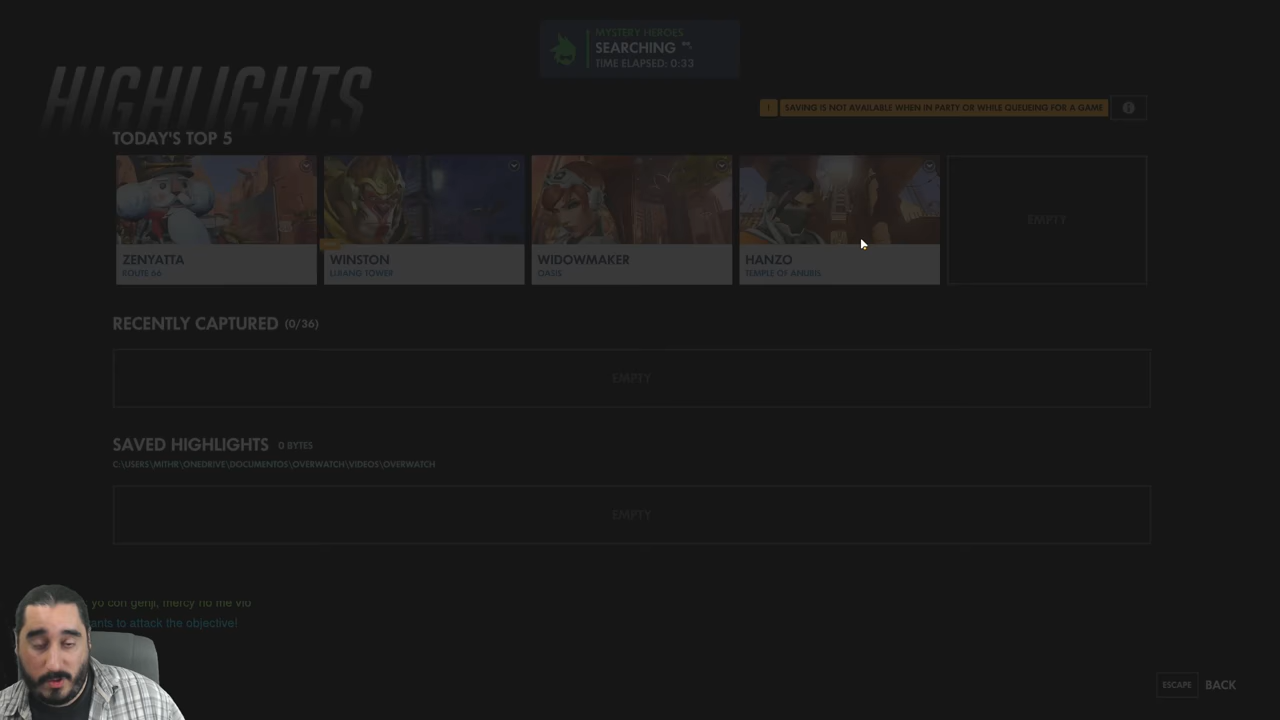 MYSTERY HEROES
SEARCHING
TIME ELAPSED: 0:33
HIGHLIGHTS
! SAVING IS NOT AVAILABLE WHEN IN PARTY OR WHILE QUEUEING FOR A GAME
TODAY'S TOP 5
ZENYATTA
ROUTE 66
WINSTON
LIJIANG TOWER
WIDOWMAKER
OASIS
HANZO
TEMPLE OF ANUBIS
EMPTY
RECENTLY CAPTURED (0/36)
EMPTY
SAVED HIGHLIGHTS 0 BYTES
C:\USERS\MITHR\ONEDRIVE\DOCUMENTOS\OVERWATCH\VIDEOS\OVERWATCH
EMPTY
yo con genji, mercy no me vio
ants to attack the objective!
ESCAPE BACK